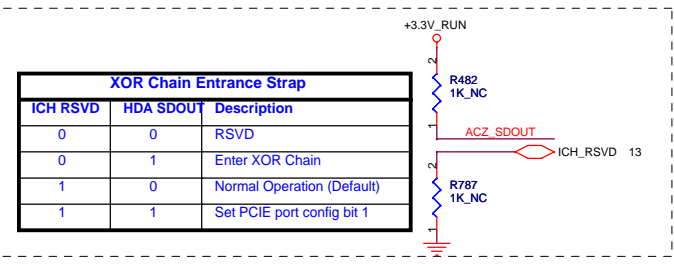 +3.3V_RUN
XOR Chain Entrance Strap
ICH RSVD HDA SDOUT Description
0 0 RSVD
0 1 Enter XOR Chain
1 0 Normal Operation (Default)
1 1 Set PCIE port config bit 1
2
R482
1K_NC
1
ACZ_SDOUT
ICH_RSVD 13
2
R787
1K_NC
1